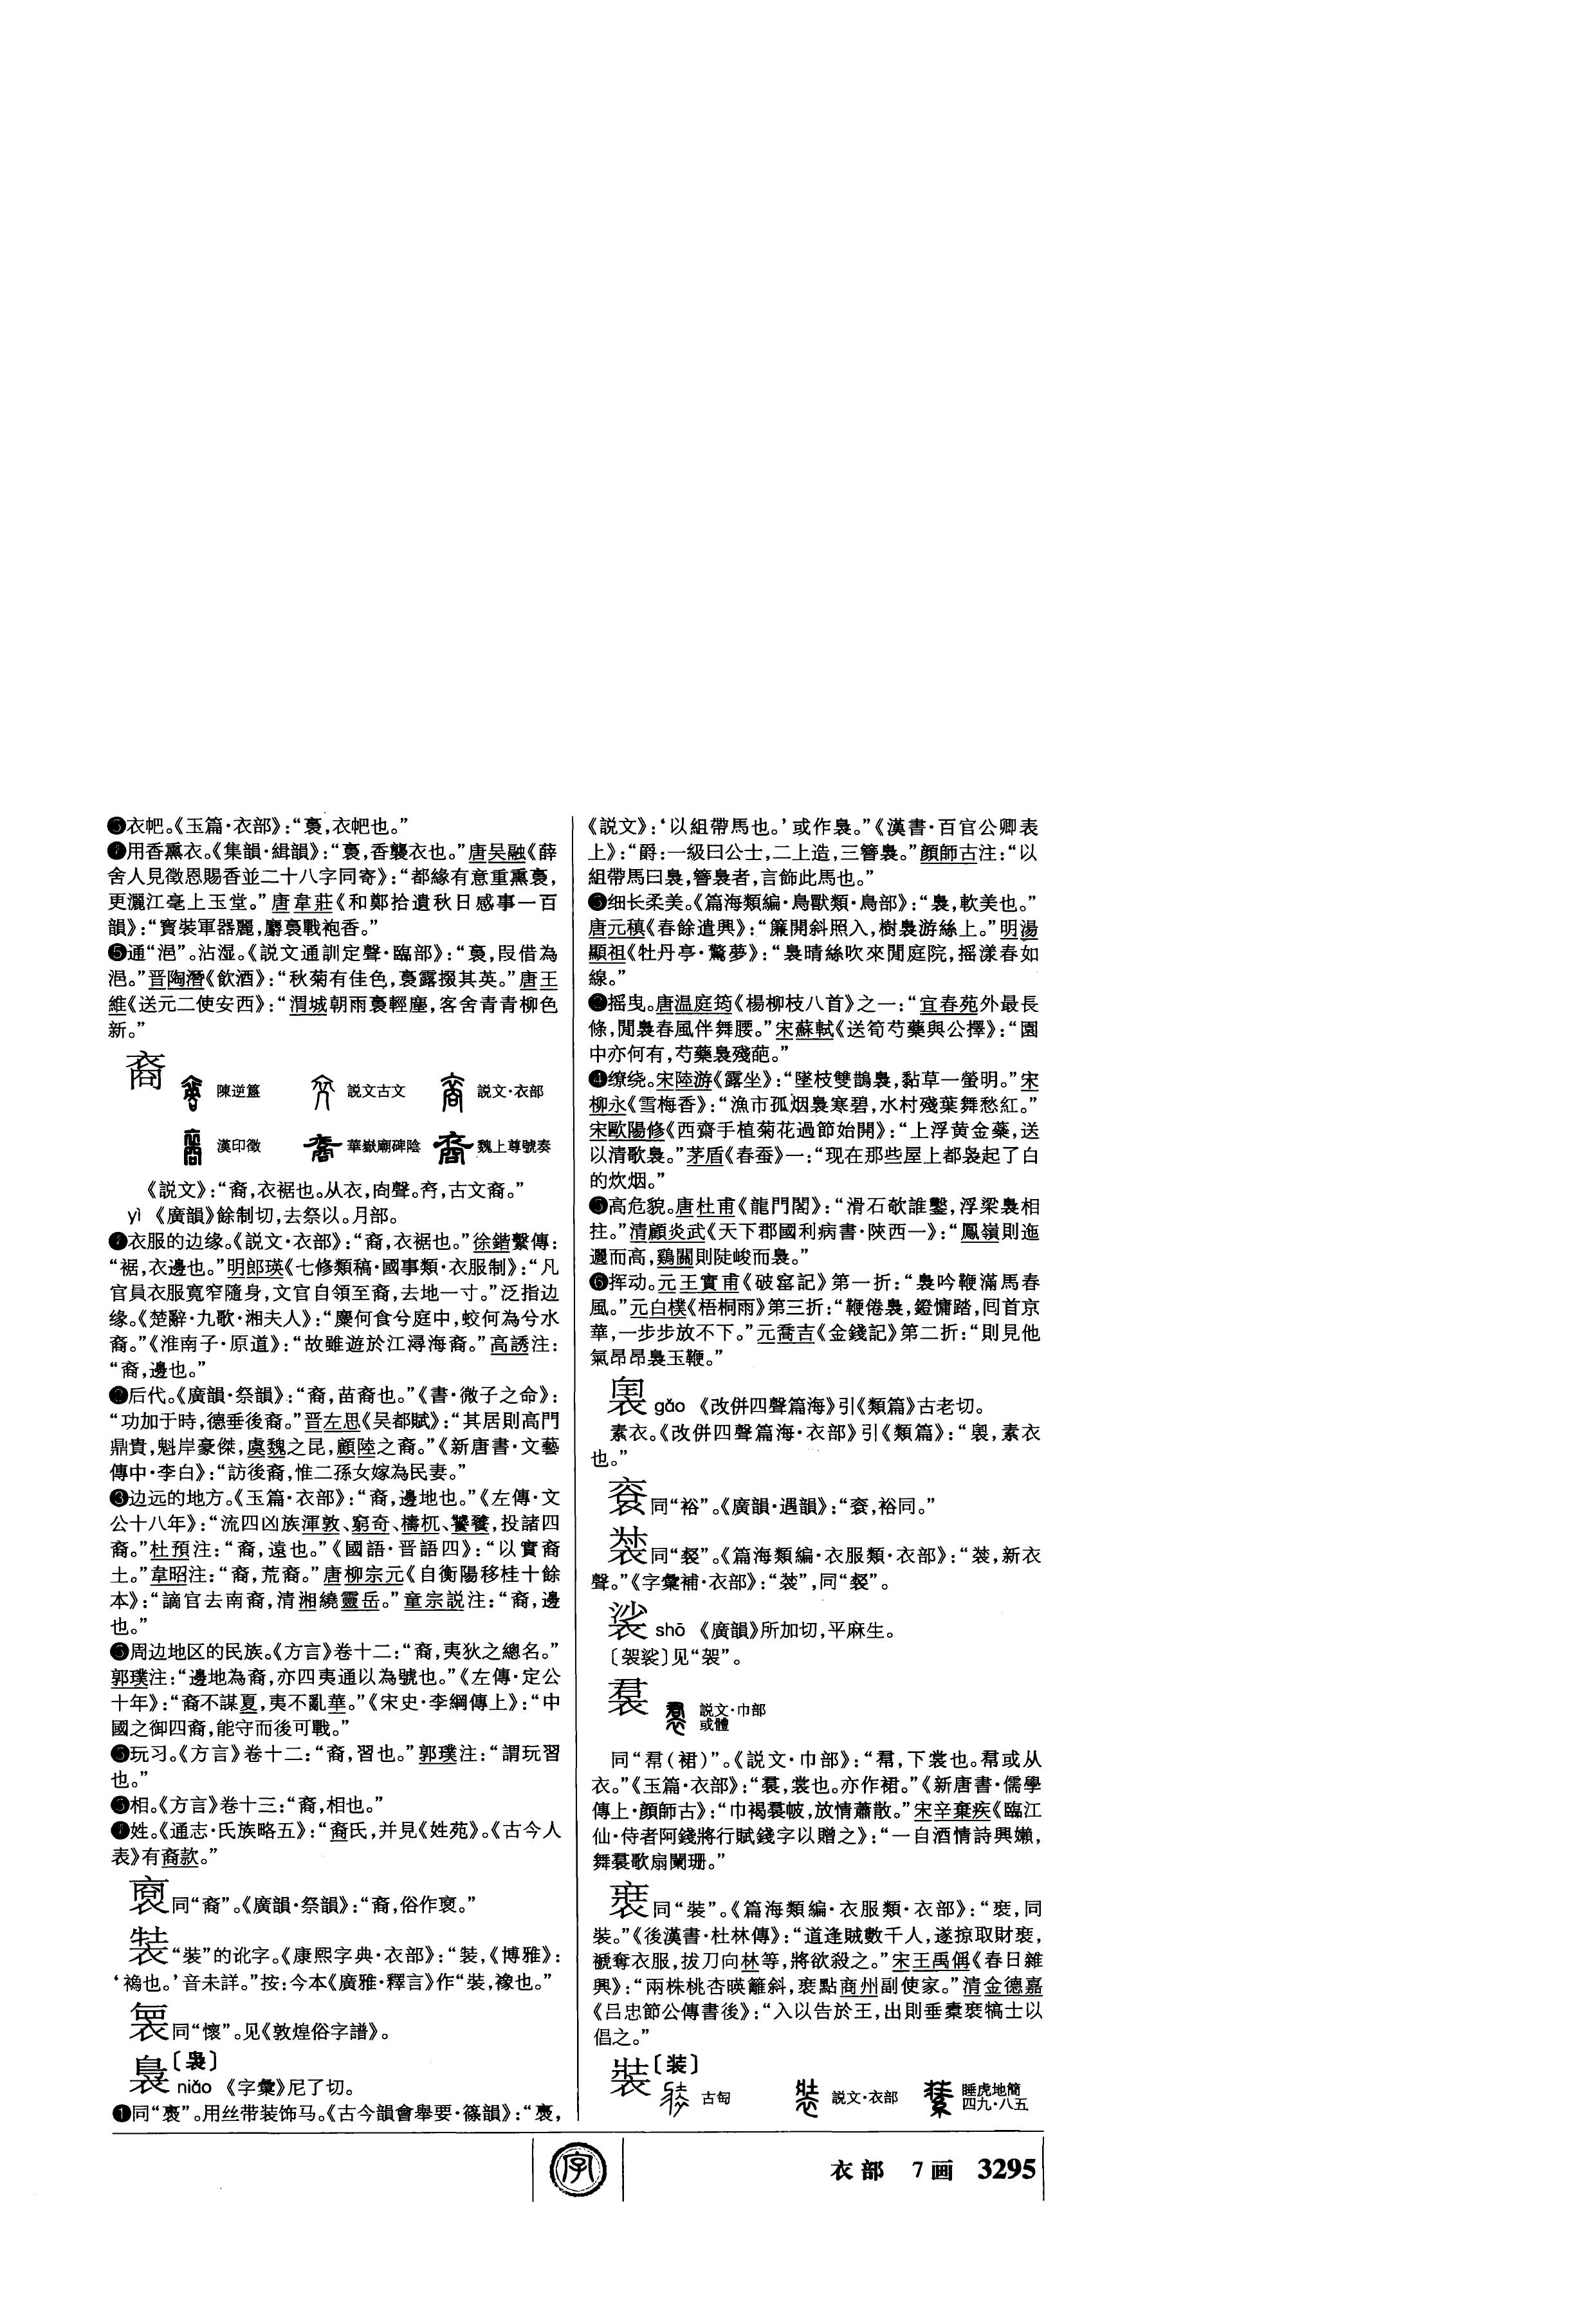 衣帊。《玉篇·衣部》：“裛，衣帊也。”
用香熏衣。《集韻·緝韻》：“裛，香襲衣也。”唐吴融《薛
舍人見徵恩賜香並二十八字同寄》：“都緣有意重熏裛，
更灑江毫上玉堂。”唐韋莊《和鄭拾遺秋日感事一百
韻》：“寶裝軍器麗，麝裛戰袍香。”
❺通“浥”。沾湿。《説文通訓定聲·臨部》：“裛，叚借為
浥。”晋陶潛《飲酒》：“秋菊有佳色，裛露掇其英。”唐王
維《送元二使安西》：“渭城朝雨裛輕塵，客舍青青柳色
新。”
裔
陳逆簠 説文古文 説文·衣部
漢印徵 華嶽廟碑陰 魏上尊號奏
《説文》：“裔，衣裾也。从衣，㕯聲。㐕，古文裔。”
yì 《廣韻》餘制切，去祭以。月部。
衣服的边缘。《説文·衣部》：“裔，衣裾也。”徐鍇繫傳：
“裾，衣邊也。”明郎瑛《七修類稿·國事類·衣服制》：“凡
官員衣服寬窄隨身，文官自領至裔，去地一寸。”泛指边
缘。《楚辭·九歌·湘夫人》：“麋何食兮庭中，蛟何為兮水
裔。”《淮南子·原道》：“故雖遊於江潯海裔。”高誘注：
“裔，邊也。”
❷后代。《廣韻·祭韻》：“裔，苗裔也。”《書·微子之命》：
“功加于時，德垂後裔。”晋左思《吴都賦》：“其居則高門
鼎貴，魁岸豪傑，虞魏之昆，顧陸之裔。”《新唐書·文藝
傳中·李白》：“訪後裔，惟二孫女嫁為民妻。”
❸边远的地方。《玉篇·衣部》：“裔，邊地也。”《左傳·文
公十八年》：“流四凶族渾敦、窮奇、檮杌、饕餮，投諸四
裔。”杜預注：“裔，遠也。”《國語·晋語四》：“以實裔
土。”韋昭注：“裔，荒裔。”唐柳宗元《自衡陽移桂十餘
本》：“謫官去南裔，清湘繞靈岳。”童宗説注：“裔，邊
也。”
周边地区的民族。《方言》卷十二：“裔，夷狄之總名。”
郭璞注：“邊地為裔，亦四夷通以為號也。”《左傳·定公
十年》：“裔不謀夏，夷不亂華。”《宋史·李綱傳上》：“中
國之御四裔，能守而後可戰。”
玩习。《方言》卷十二：“裔，習也。”郭璞注：“謂玩習
也。”
相。《方言》卷十三：“裔，相也。”
姓。《通志·氏族略五》：“裔氏，并見《姓苑》。《古今人
表》有裔款。”
同“裔”。《廣韻·祭韻》：“裔，俗作𧙻。”
“裝”的讹字。《康熙字典·衣部》：“𧚌，《博雅》：
‘襐也。’音未詳。”按：今本《廣雅·釋言》作“裝，襐也。”
同“懷”。见《敦煌俗字譜》。
裊〔袅〕
niǎo 《字彙》尼了切。
❶同“褭”。用丝带装饰马。《古今韻會舉要·篠韻》：“褭，
《説文》：‘以組帶馬也。’或作裊。”《漢書·百官公卿表
上》：“爵：一級曰公士，二上造，三簪裊。”顔師古注：“以
組帶馬曰裊，簪裊者，言飾此馬也。”
细长柔美。《篇海類編·鳥獸類·鳥部》：“裊，軟美也。”
唐元稹《春餘遣興》：“簾開斜照入，樹裊游絲上。”明湯
顯祖《牡丹亭·驚夢》：“裊晴絲吹來閒庭院，摇漾春如
線。”
摇曳。唐温庭筠《楊柳枝八首》之一：“宜春苑外最長
條，閒裊春風伴舞腰。”宋蘇軾《送筍芍藥與公擇》：“園
中亦何有，芍藥裊殘葩。”
❹缭绕。宋陸游《露坐》：“墜枝雙鵲裊，黏草一螢明。”宋
柳永《雪梅香》：“漁市孤烟裊寒碧，水村殘葉舞愁紅。”
宋歐陽修《西齋手植菊花過節始開》：“上浮黄金蘂，送
以清歌裊。”茅盾《春蚕》一：“现在那些屋上都袅起了白
的炊烟。”
高危貌。唐杜甫《龍門閣》：“滑石欹誰鑿，浮梁裊相
拄。”清顧炎武《天下郡國利病書·陝西一》：“鳳嶺則迤
邐而高，鷄關則陡峻而裊。”
❻挥动。元王實甫《破窑記》第一折：“裊吟鞭滿馬春
風。”元白樸《梧桐雨》第三折：“鞭倦裊，鐙慵踏，囘首京
華，一步步放不下。”元喬吉《金錢記》第二折：“則見他
氣昂昂裊玉鞭。”
gǎo 《改併四聲篇海》引《類篇》古老切。
素衣。《改併四聲篇海·衣部》引《類篇》：“，素衣
也。”
同“裕”。《廣韻·遇韻》：“袬，裕同。”
同“”。《篇海類編·衣服類·衣部》：“，新衣
聲。”《字彙補·衣部》：“”，同“”。
裟 shā 《廣韻》所加切，平麻生。
〔袈裟〕见“袈”。
裠
説文·巾部
或體
同“帬（裙）”。《説文·巾部》：“帬，下裳也。帬或从
衣。”《玉篇·衣部》：“裠，裳也。亦作裙。”《新唐書·儒學
傳上·顔師古》：“巾褐裠帔，放情蕭散。”宋辛棄疾《臨江
仙·侍者阿錢將行賦錢字以贈之》：“一自酒情詩興嬾，
舞裠歌扇闌珊。”
同“裝”。《篇海類編·衣服類·衣部》：“，同
裝。”《後漢書·杜林傳》：“道逢賊數千人，遂掠取財，
褫奪衣服，拔刀向林等，將欲殺之。”宋王禹偁《春日雜
興》：“兩株桃杏暎籬斜，點商州副使家。”清金德嘉
《吕忠節公傳書後》：“入以告於王，出則垂橐犒士以
倡之。”
裝〔装〕
古匋 説文·衣部 睡虎地簡
四九·八五
字
衣部 7画 3295